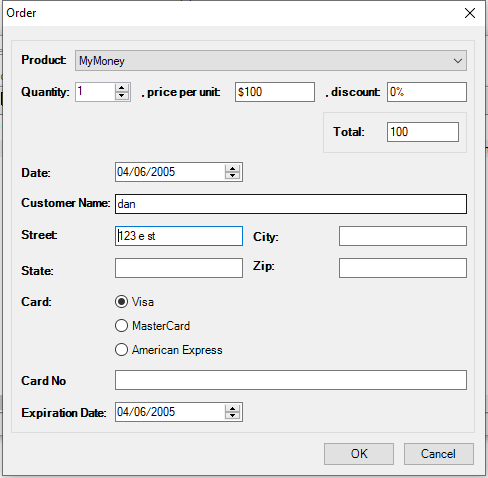 Order
Product: MyMoney
Quantity: 1 , price per unit: $100 , discount: 0%
Total: 100
Date: 04/06/2005
Customer Name: dan
Street: 123 e st City:
State: Zip:
Card: Visa
MasterCard
American Express
Card No
Expiration Date: 04/06/2005
OK Cancel